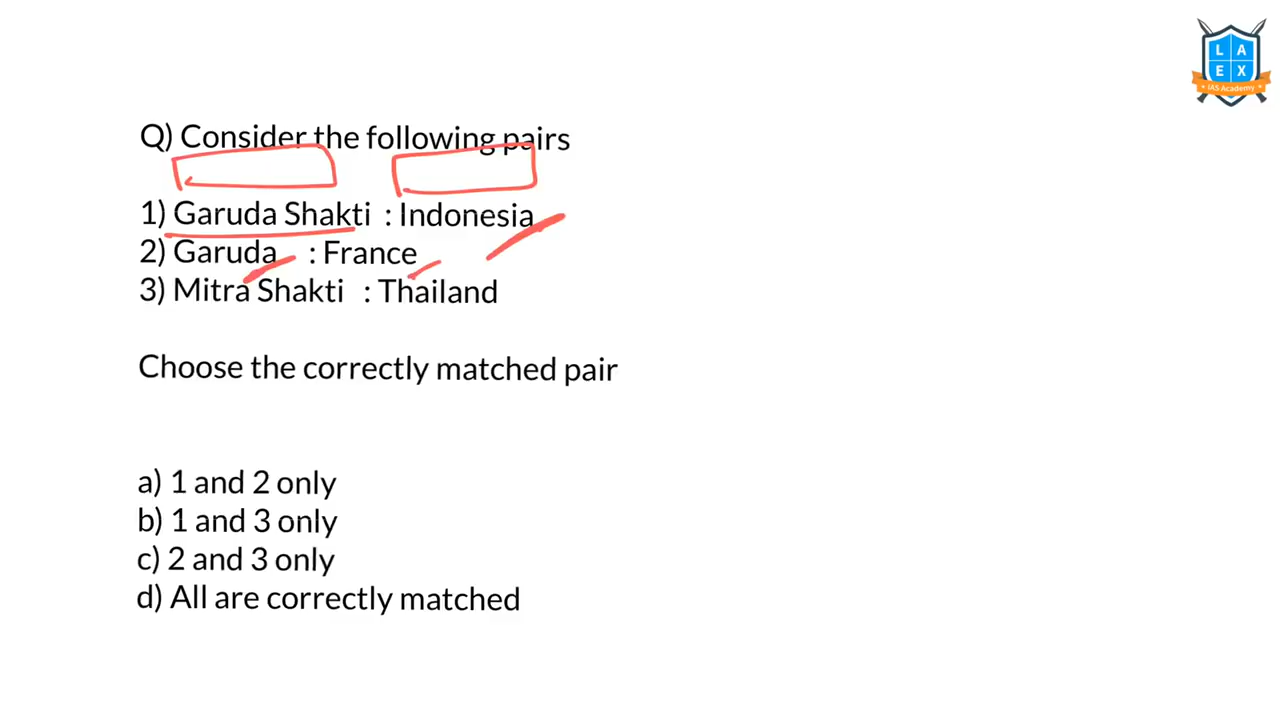 L A
E X
IAS Academy
Q) Consider the following pairs
1) Garuda Shakti : Indonesia
2) Garuda : France
3) Mitra Shakti : Thailand
Choose the correctly matched pair
a) 1 and 2 only
b) 1 and 3 only
c) 2 and 3 only
d) All are correctly matched